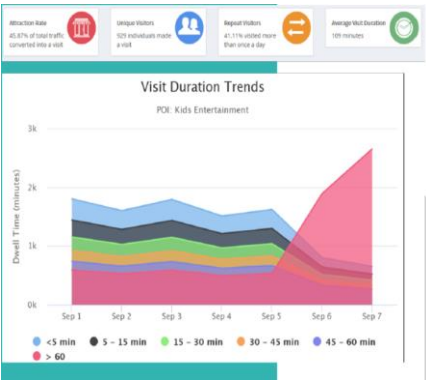 Attraction Rate
45.87% of total traffic
converted into a visit
Unique Visitors
929 individuals made
a visit
Repeat Visitors
41.11% visited more
than once a day
Average Visit Duration
109 minutes
Visit Duration Trends
POI: Kids Entertainment
3k
2k
1k
0k
Dwell Time (minutes)
Sep 1 Sep 2 Sep 3 Sep 4 Sep 5 Sep 6 Sep 7
<5 min 5 - 15 min 15 - 30 min 30 - 45 min 45 - 60 min
> 60